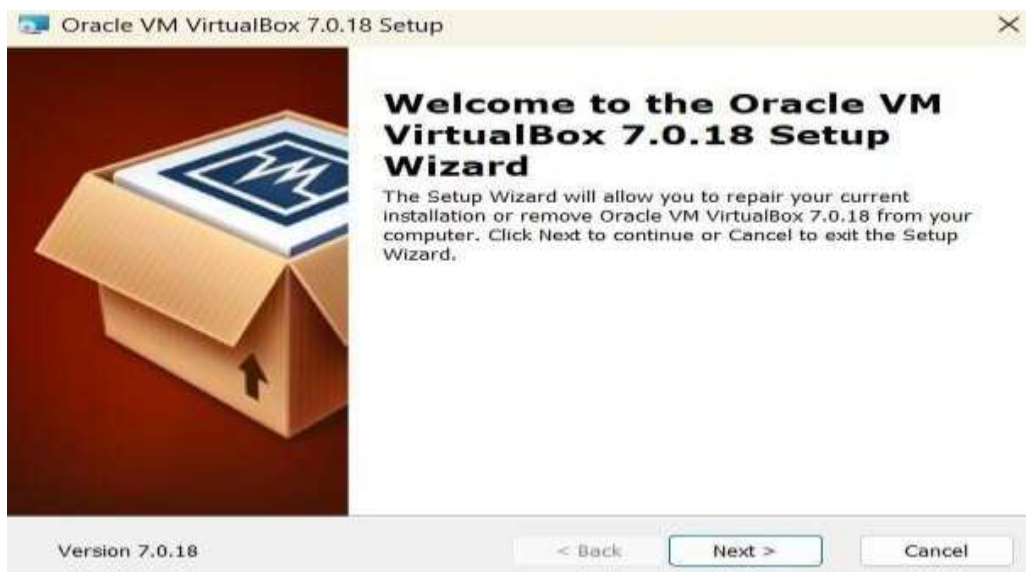 Oracle VM VirtualBox 7.0.18 Setup
Welcome to the Oracle VM
VirtualBox 7.0.18 Setup
Wizard
The Setup Wizard will allow you to repair your current
installation or remove Oracle VM VirtualBox 7.0.18 from your
computer. Click Next to continue or Cancel to exit the Setup
Wizard.
Version 7.0.18
< Back
Next >
Cancel